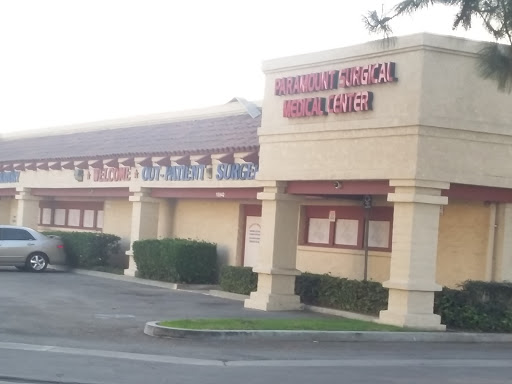 PARAMOUNT SURGICAL
MEDICAL CENTER
WELCOME OUT-PATIENT SURGE